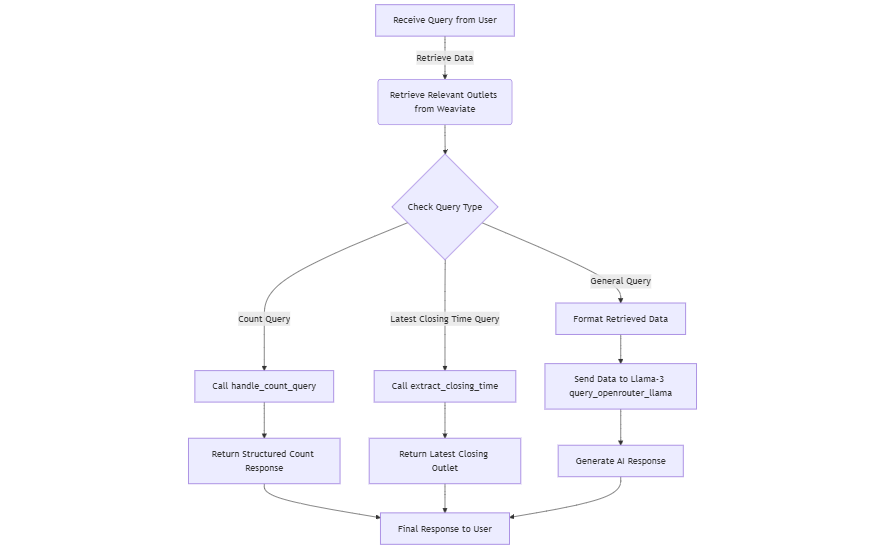 Receive Query from User
Retrieve Data
Retrieve Relevant Outlets
from Weaviate
Check Query Type
Count Query
Latest Closing Time Query
General Query
Format Retrieved Data
Call handle_count_query
Call extract_closing_time
Send Data to Llama-3
query_openrouter_llama
Return Structured Count
Response
Return Latest Closing
Outlet
Generate AI Response
Final Response to User